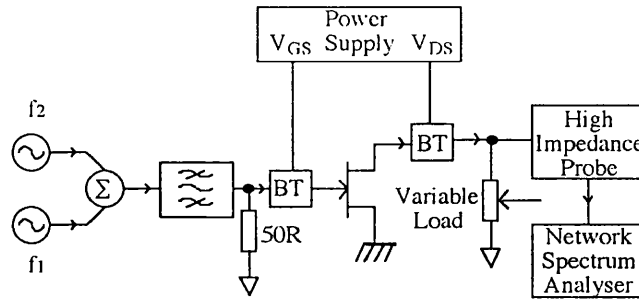 Power
Supply
VGS
VDS
f2
f1
Σ
50R
BT
BT
Variable
Load
High
Impedance
Probe
Network
Spectrum
Analyser